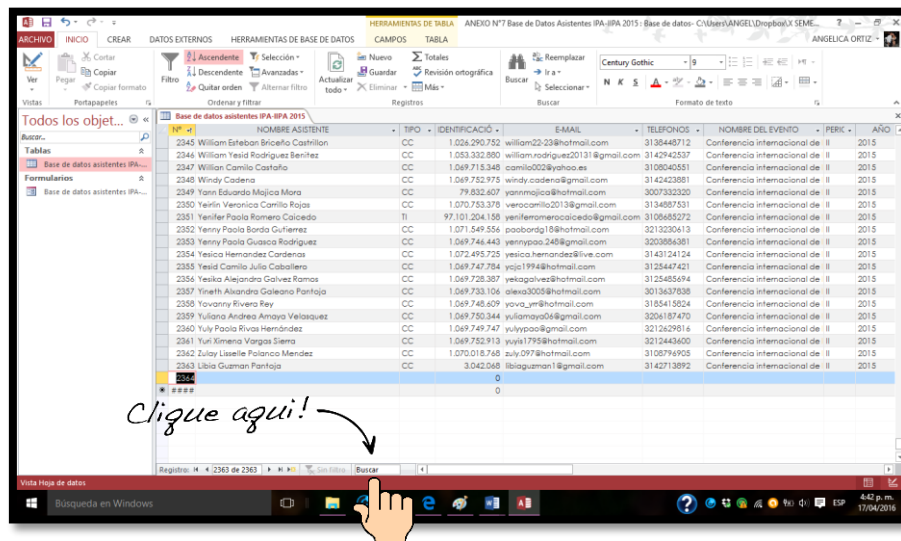 HERRAMIENTAS DE TABLA ANEXO N°7 Base de Datos Asistentes IPA-IIPA 2015 : Base de datos- C:\Users\ANGEL\Dropbox\X SEME...
ARCHIVO INICIO CREAR DATOS EXTERNOS HERRAMIENTAS DE BASE DE DATOS CAMPOS TABLA ANGELICA ORTIZ
Ver Pegar Cortar Copiar Copiar formato
Filtro Ascendente Descendente Quitar orden Selección Avanzadas Alternar filtro
Actualizar todo Nuevo Guardar Eliminar Totales Revisión ortográfica Más
Buscar Reemplazar Ir a Seleccionar
Century Gothic 9
N K S A
Vistas Portapapeles Ordenar y filtrar Registros Buscar Formato de texto
Todos los objet...
Buscar...
Tablas
Base de datos asistentes IPA-...
Formularios
Base de datos asistentes IPA-...
Base de datos asistentes IPA-IIPA 2015
N° NOMBRE ASISTENTE TIPO IDENTIFICACIÓ E-MAIL TELEFONOS NOMBRE DEL EVENTO PERIC AÑO
2345 William Esteban Briceño Castrillon CC 1.026.290.752 william22-23@hotmail.com 3138448712 Conferencia internacional de II 2015
2346 William Yesid Rodriguez Benitez CC 1.053.332.880 william.rodriguez20131@gmail.com 3142942537 Conferencia internacional de II 2015
2347 Willian Camilo Castaño CC 1.069.715.348 camilo002@yahoo.es 3108040551 Conferencia internacional de II 2015
2348 Windy Cadena CC 1.069.752.975 windy.cadena@gmail.com 3142423881 Conferencia internacional de II 2015
2349 Yann Eduardo Mojica Mora CC 79.832.607 yannmojica@hotmail.com 3007332320 Conferencia internacional de II 2015
2350 Yeirlin Veronica Carrillo Rojas CC 1.070.753.378 verocarrillo2013@gmail.com 3134887531 Conferencia internacional de II 2015
2351 Yenifer Paola Romero Caicedo TI 97.101.204.158 yeniferromerocaicedo@gmail.com 3108685272 Conferencia internacional de II 2015
2352 Yenny Paola Borda Gutierrez CC 1.071.549.556 paobordg18@hotmail.com 3213230613 Conferencia internacional de II 2015
2353 Yenny Paola Guasca Rodriguez CC 1.069.746.443 yennypao.248@gmail.com 3203886381 Conferencia internacional de II 2015
2354 Yesica Hernandez Cardenas CC 1.072.495.725 yesica.hernandez@live.com 3143124124 Conferencia internacional de II 2015
2355 Yesid Camilo Julio Caballero CC 1.069.747.784 ycjc1994@hotmail.com 3125447421 Conferencia internacional de II 2015
2356 Yesika Alejandra Galvez Ramos CC 1.069.728.387 yekagalvez@hotmail.com 3125485694 Conferencia internacional de II 2015
2357 Yineth Alxandra Galeano Pantoja CC 1.069.733.106 alexa3005@hotmail.com 3013637838 Conferencia internacional de II 2015
2358 Yovanny Rivera Rey CC 1.069.748.609 yova_yrr@hotmail.com 3185415824 Conferencia internacional de II 2015
2359 Yuliana Andrea Amaya Velasquez CC 1.069.750.344 yuliamaya06@gmail.com 3206187470 Conferencia internacional de II 2015
2360 Yuly Paola Rivas Hernández CC 1.069.749.747 yulyypao@gmail.com 3212629816 Conferencia internacional de II 2015
2361 Yuri Ximena Vargas Sierra CC 1.069.752.913 yuyis1795@hotmail.com 3212443600 Conferencia internacional de II 2015
2362 Zulay Lisselle Polanco Mendez CC 1.070.018.768 zuly.097@hotmail.com 3108796905 Conferencia internacional de II 2015
2363 Libia Guzman Pantoja CC 3.042.068 libiaguzman1@gmail.com 3142713892 Conferencia internacional de II 2015
2364 0
#### 0
Clique aqui!
Registro: 2363 de 2363 Sin filtro Buscar
Vista Hoja de datos
Búsqueda en Windows ESP 4:42 p. m.
17/04/2016